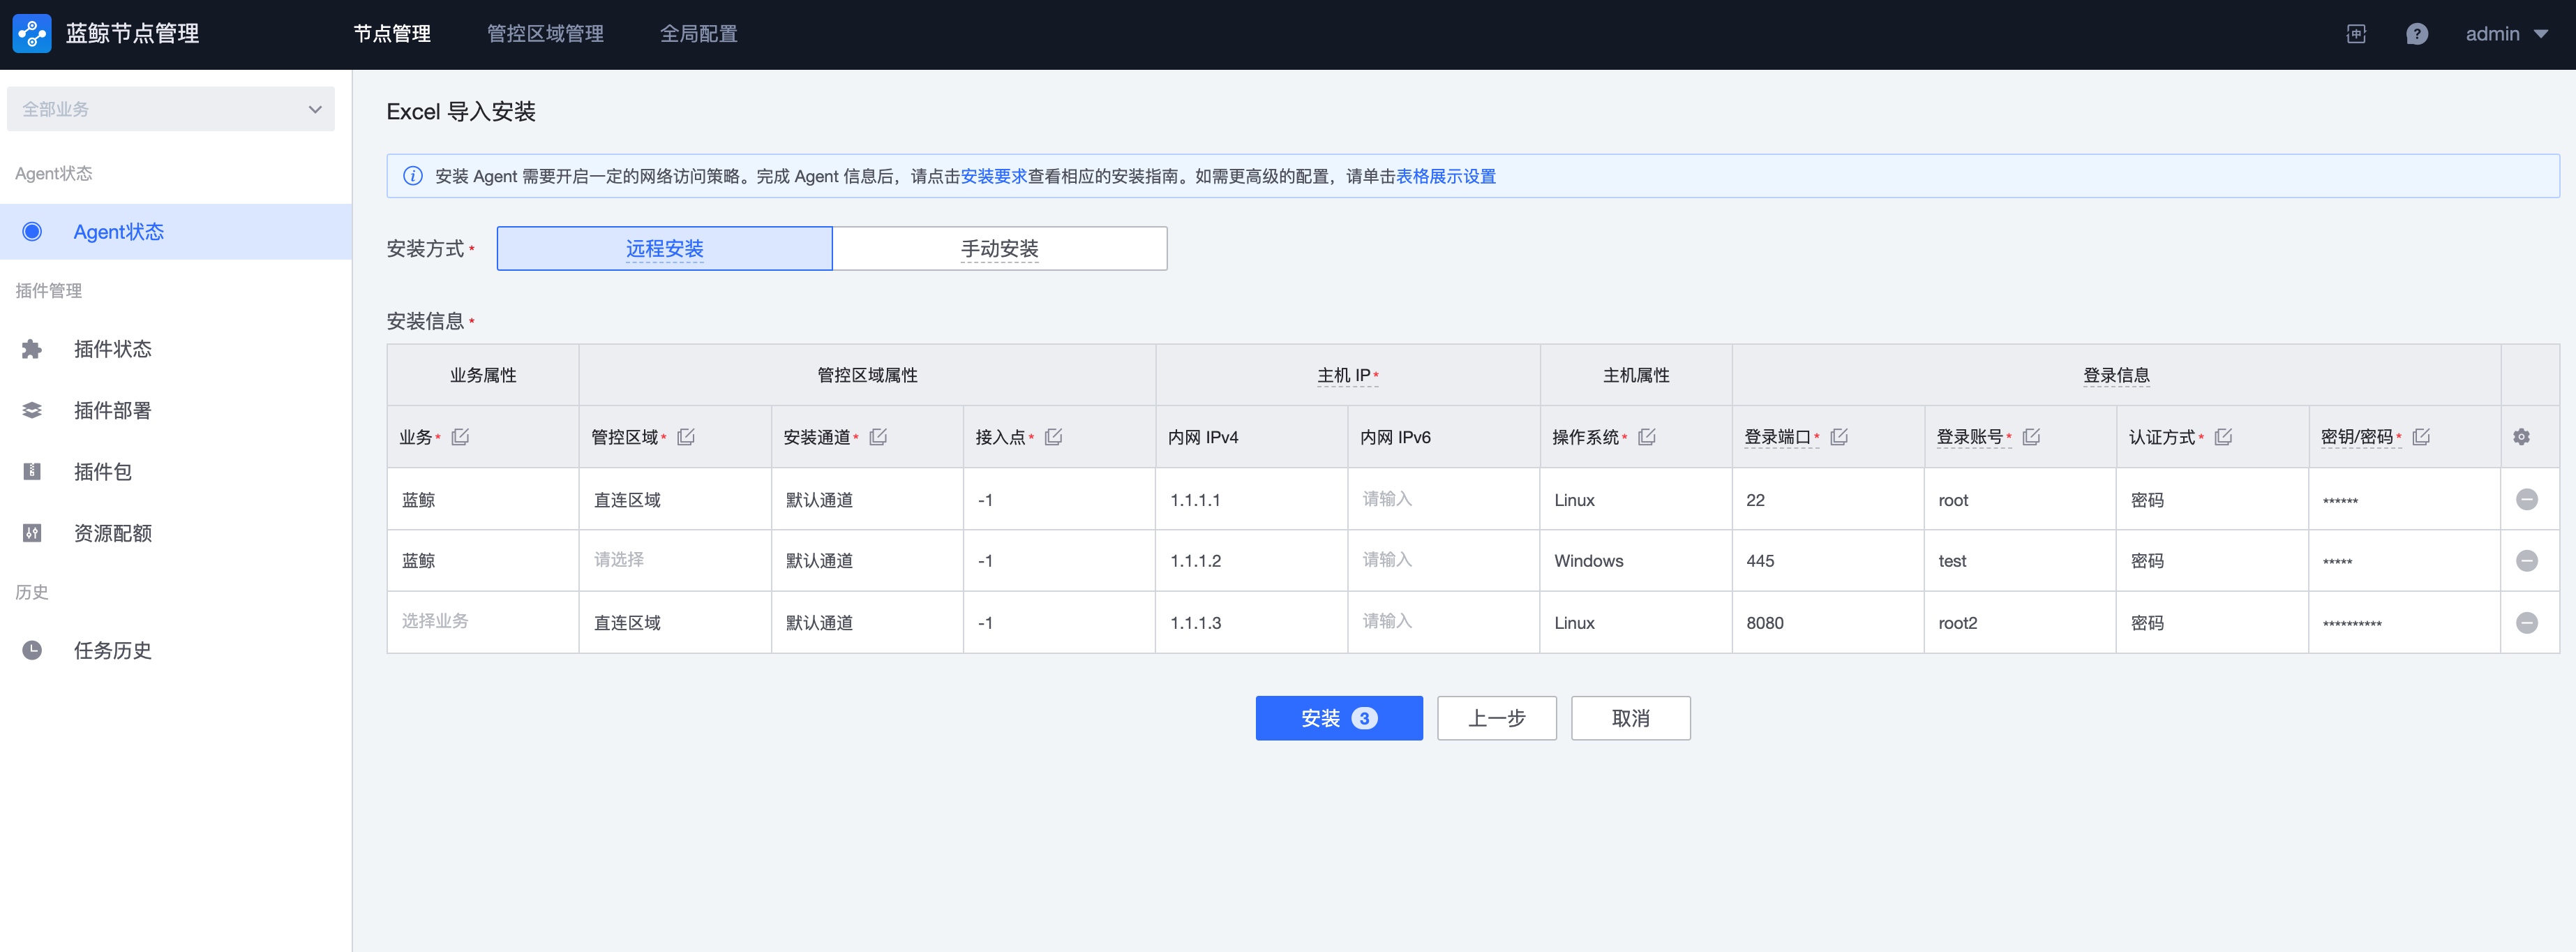 蓝鲸节点管理
节点管理
管控区域管理
全局配置
中
?
admin
全部业务
Agent状态
Agent状态
插件管理
插件状态
插件部署
插件包
资源配额
历史
任务历史
Excel 导入安装
安装 Agent 需要开启一定的网络访问策略。完成 Agent 信息后，请点击安装要求查看相应的安装指南。如需更高级的配置，请单击表格展示设置
安装方式* 远程安装 手动安装
安装信息*
业务属性 管控区域属性 主机 IP* 主机属性 登录信息
业务* 管控区域* 安装通道* 接入点* 内网 IPv4 内网 IPv6 操作系统* 登录端口* 登录账号* 认证方式* 密钥/密码*
蓝鲸 直连区域 默认通道 -1 1.1.1.1 请输入 Linux 22 root 密码 ******
蓝鲸 请选择 默认通道 -1 1.1.1.2 请输入 Windows 445 test 密码 *****
选择业务 直连区域 默认通道 -1 1.1.1.3 请输入 Linux 8080 root2 密码 **********
安装 3 上一步 取消